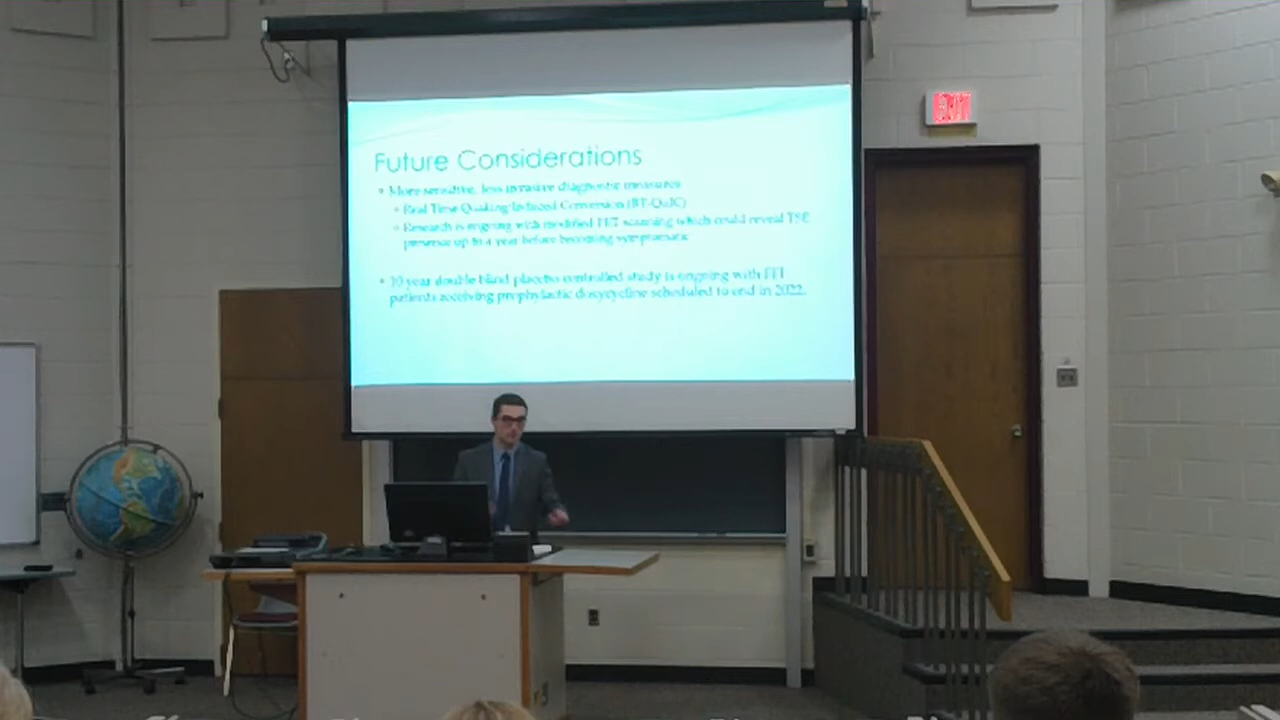 Future Considerations
More sensitive, less invasive diagnostic measures
Real Time Quaking-Induced Conversion (RT-QuIC)
Research is ongoing with modified PET scanning which could reveal TSE
presence up to a year before becoming symptomatic
10 year double blind placebo controlled study is ongoing with FFI
patients receiving prophylactic doxycycline scheduled to end in 2022.
EXIT